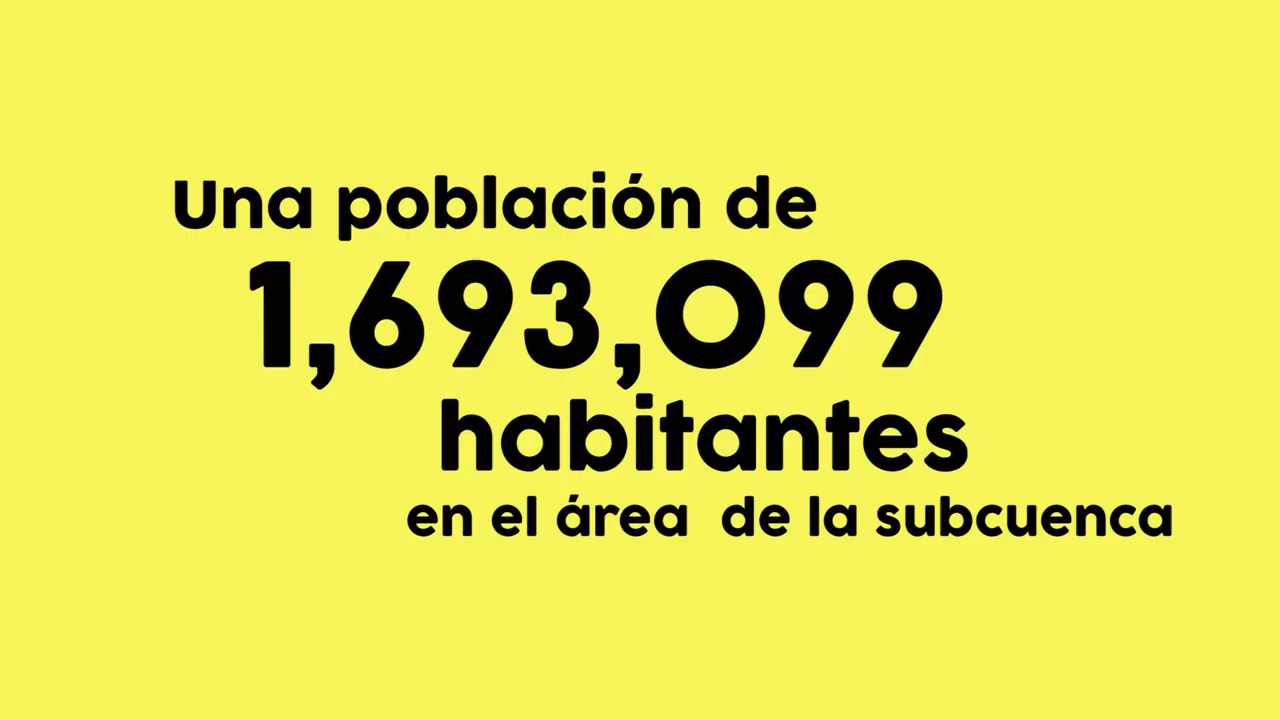 Una población de
1,693,099
habitantes
en el área de la subcuenca